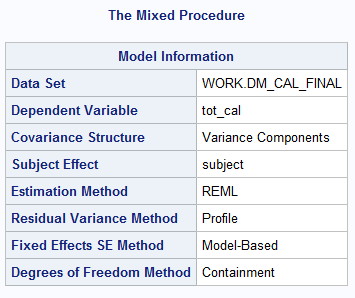 The Mixed Procedure
Model Information
Data Set WORK.DM_CAL_FINAL
Dependent Variable tot_cal
Covariance Structure Variance Components
Subject Effect subject
Estimation Method REML
Residual Variance Method Profile
Fixed Effects SE Method Model-Based
Degrees of Freedom Method Containment